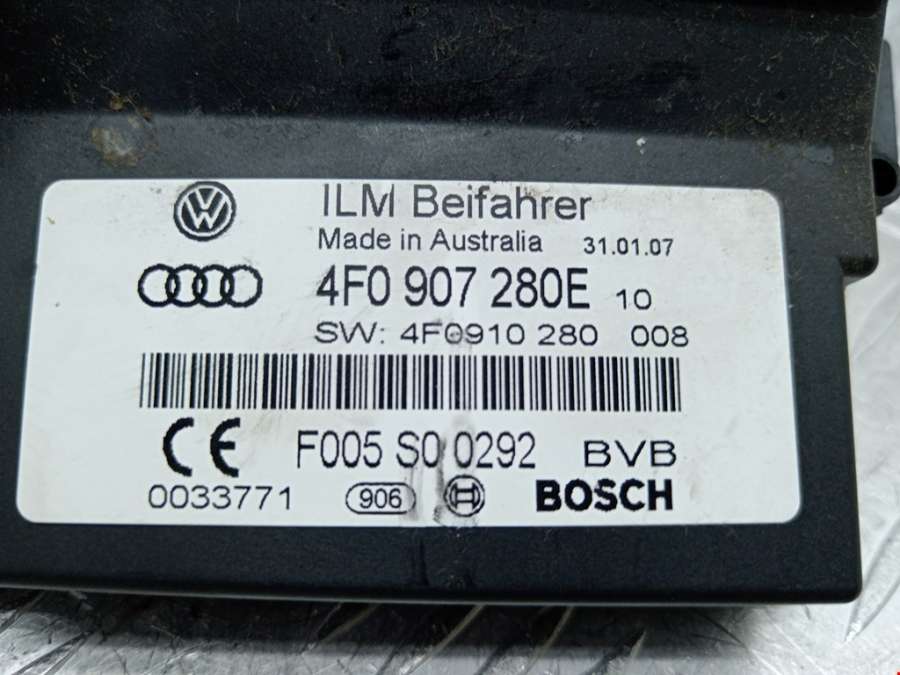 ILM Beifahrer
Made in Australia 31.01.07
4F0 907 280E 10
SW: 4F0910 280 008
CE F005 S0 0292 BVB
0033771 906 BOSCH